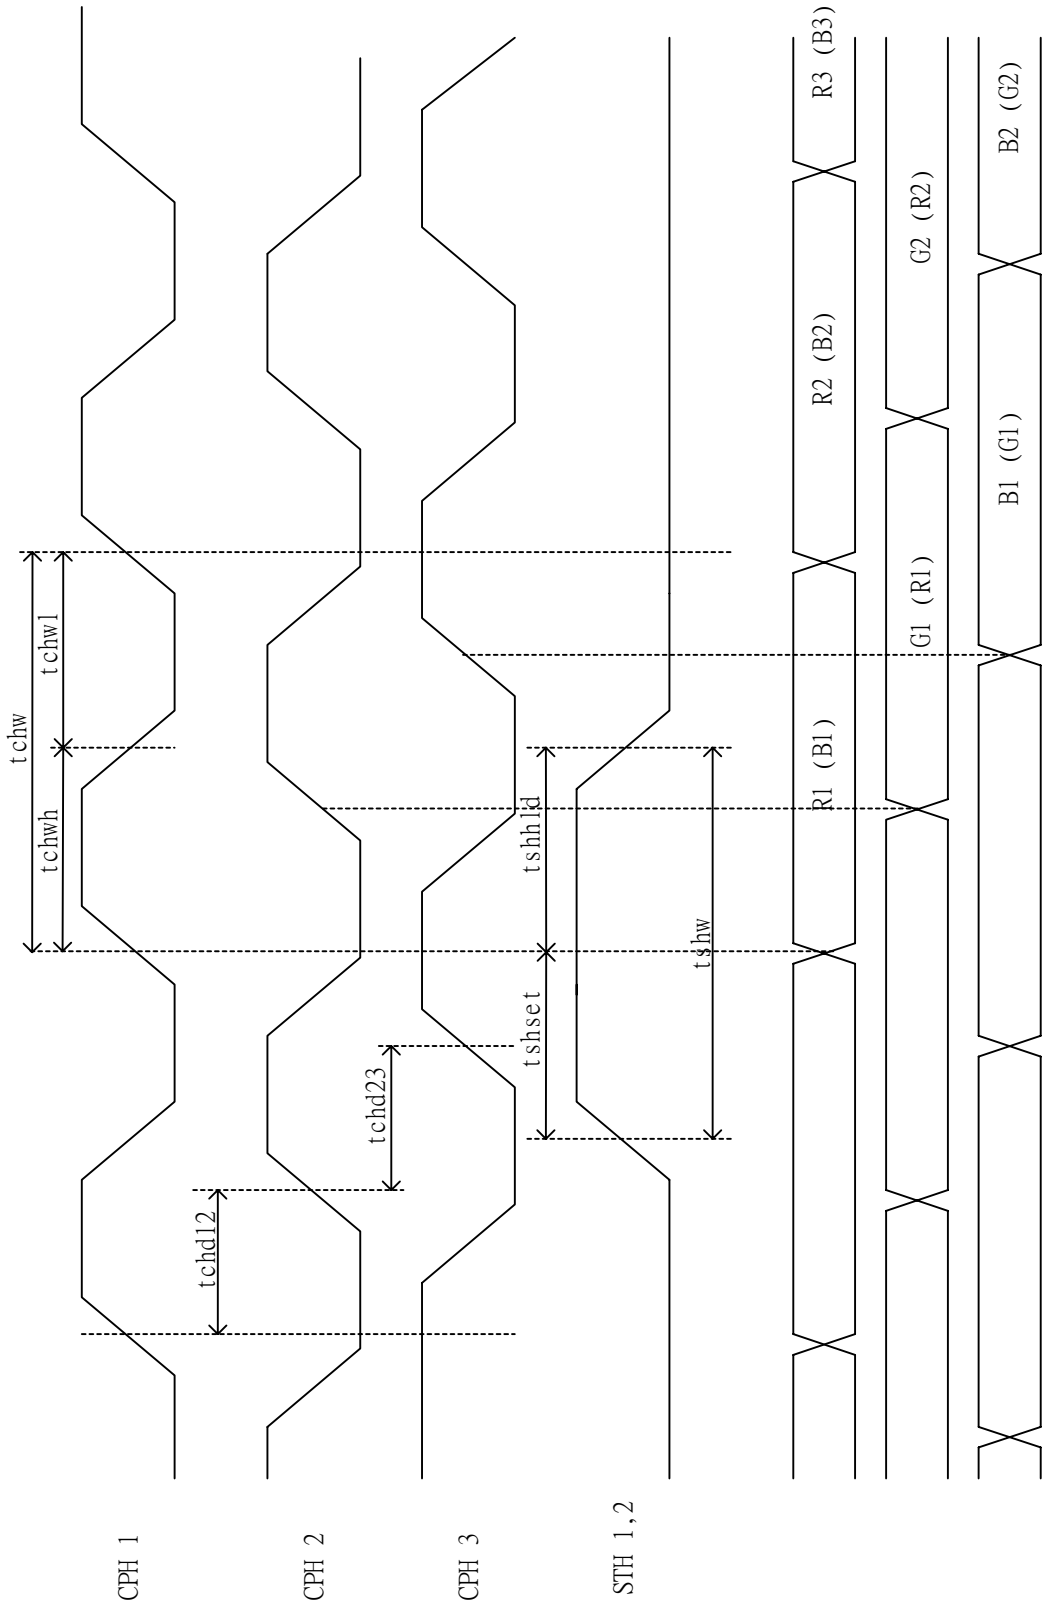 CPH 1
tchw
tchwh
tchwl
CPH 2
tchd12
CPH 3
tchd23
STH 1,2
tshset
tshhld
tshw
R1 (B1)
R2 (B2)
R3 (B3)
G1 (R1)
G2 (R2)
B1 (G1)
B2 (G2)